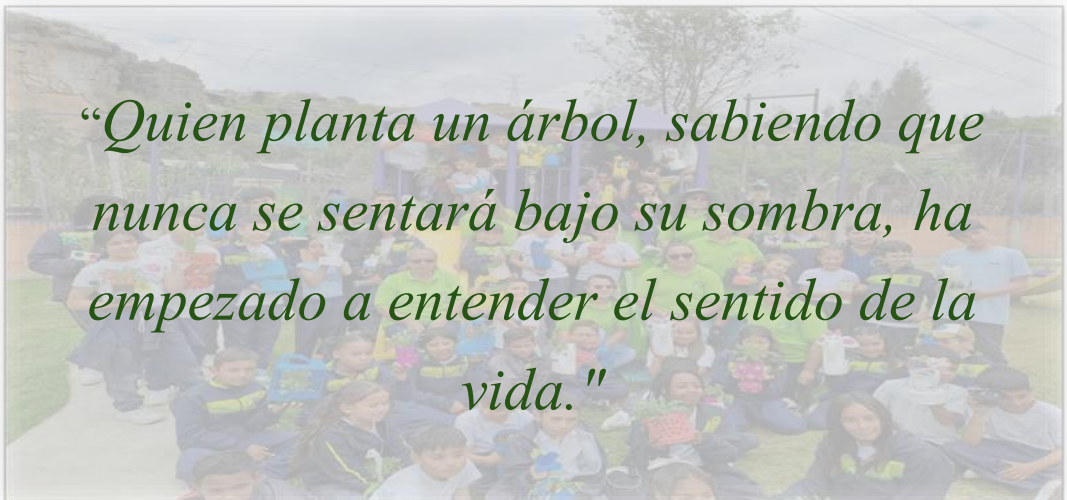 “Quien planta un árbol, sabiendo que
nunca se sentará bajo su sombra, ha
empezado a entender el sentido de la
vida."